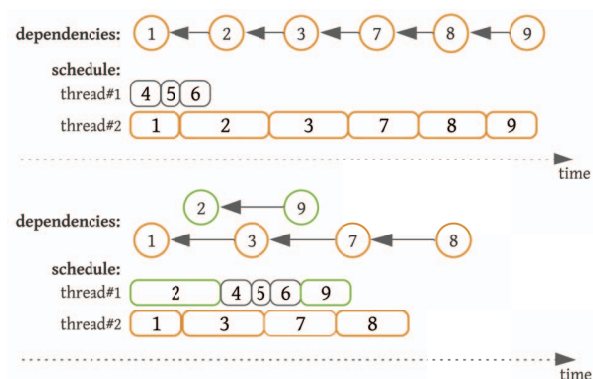 dependencies: 1 2 3 7 8 9
schedule:
thread#1 4 5 6
thread#2 1 2 3 7 8 9
time
2 9
dependencies:
1 3 7 8
schedule:
thread#1 2 4 5 6 9
thread#2 1 3 7 8
time